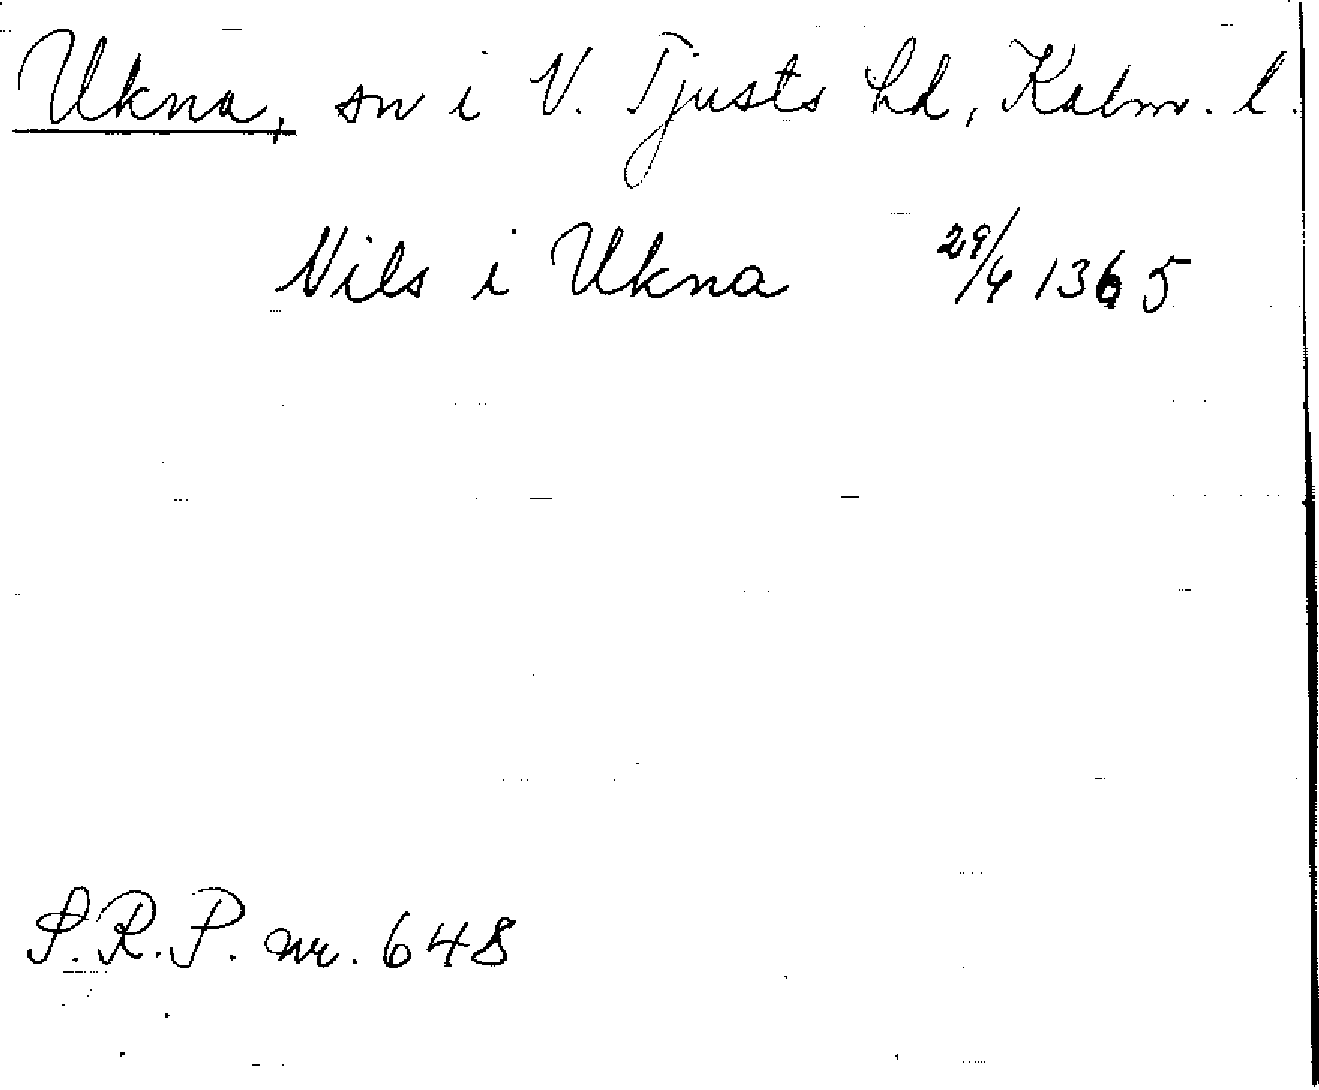 Ukna, sn i V. Tjusts hd, Kalm. l.
Nils i Ukna 29/4 1365
S.R.P. nr. 648